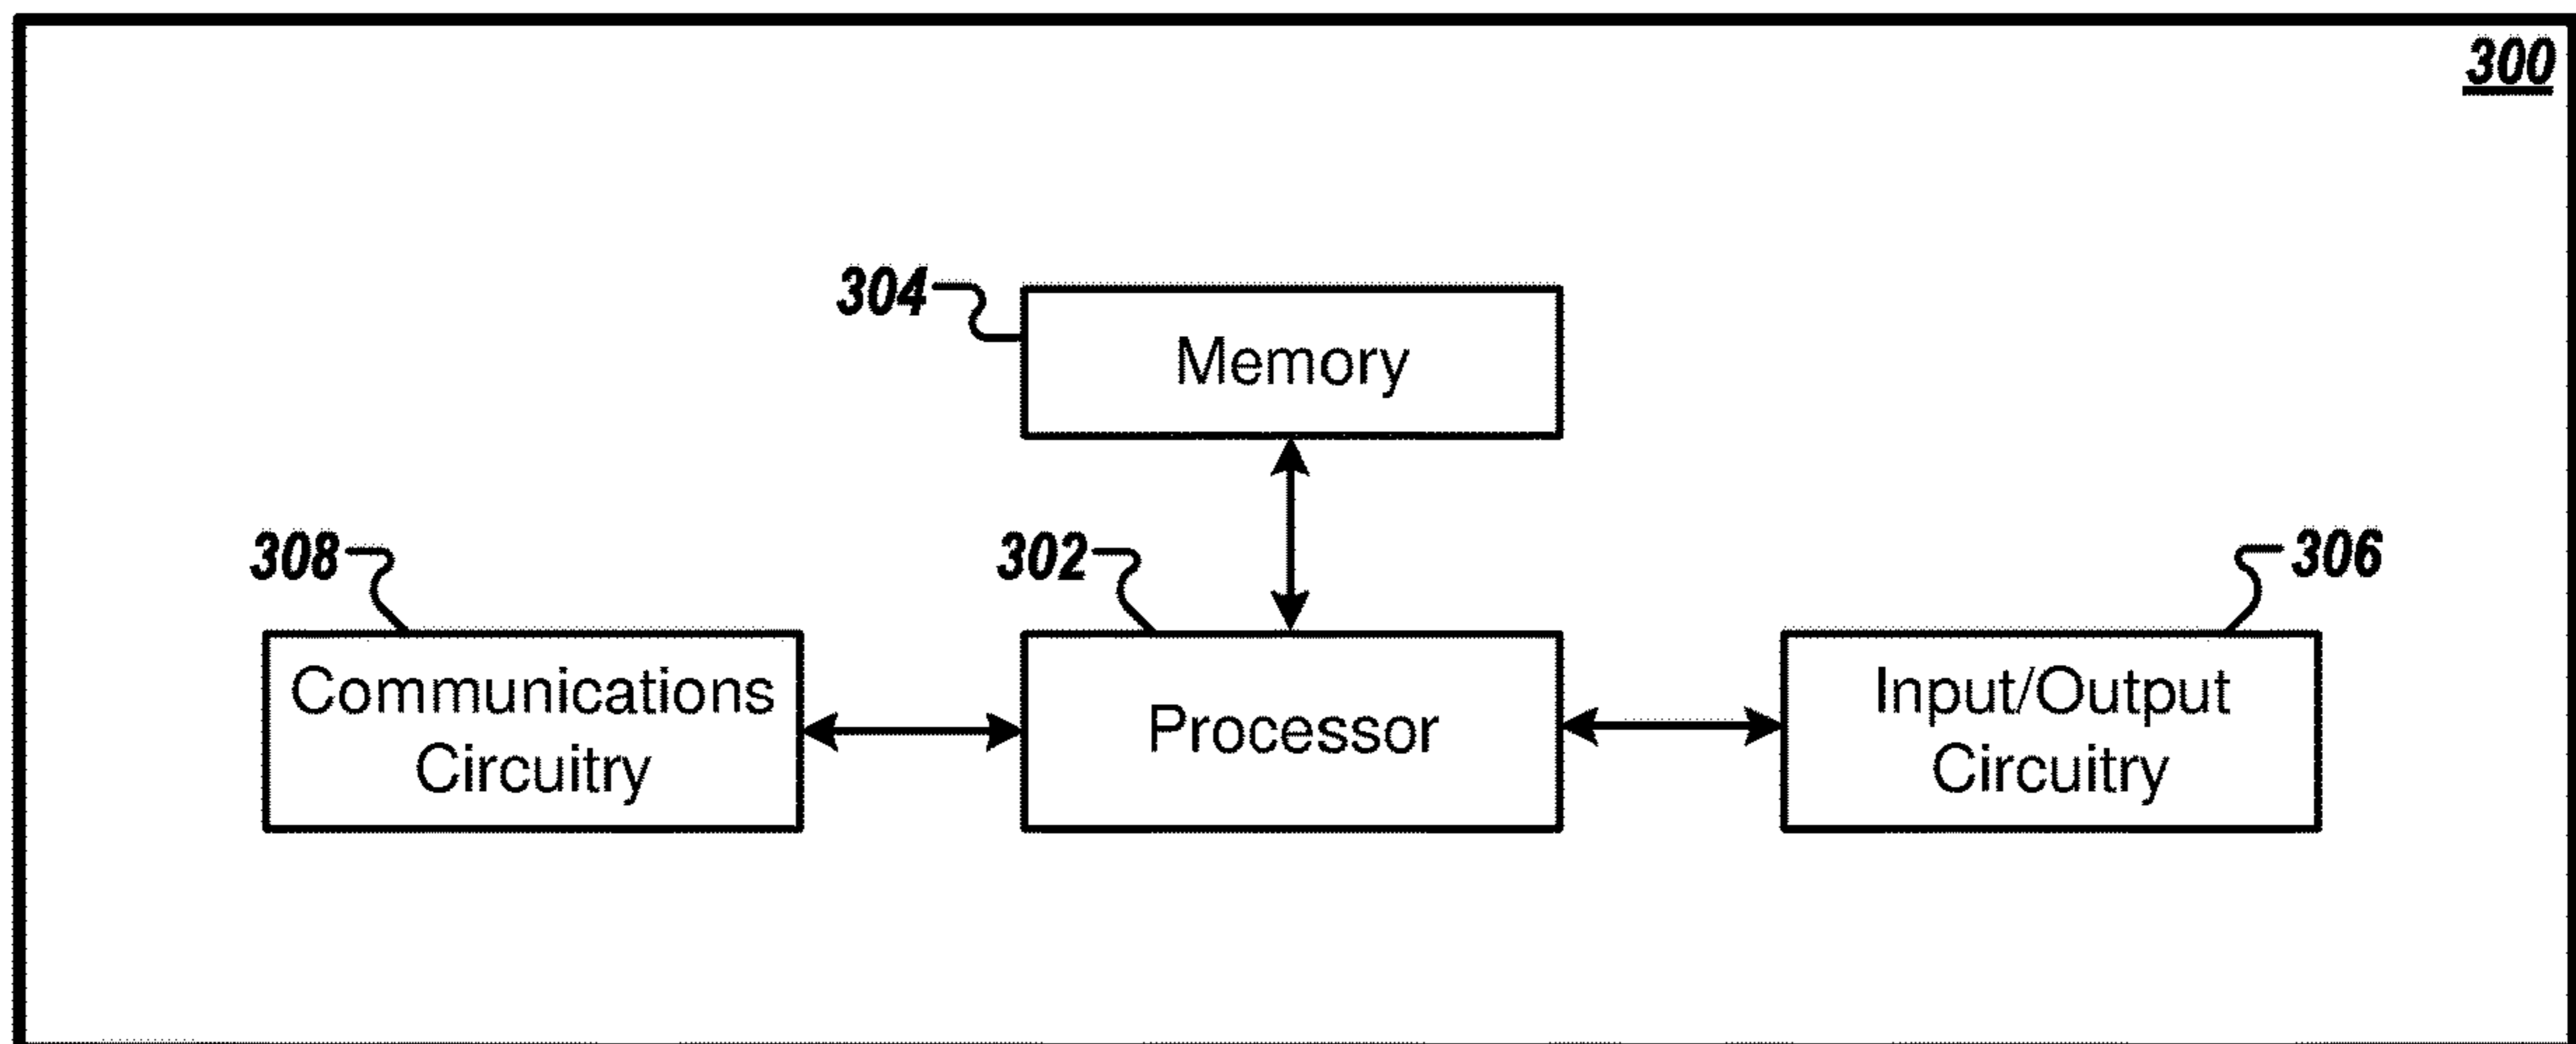 300
304
Memory
308
302
306
Communications
Circuitry
Processor
Input/Output
Circuitry